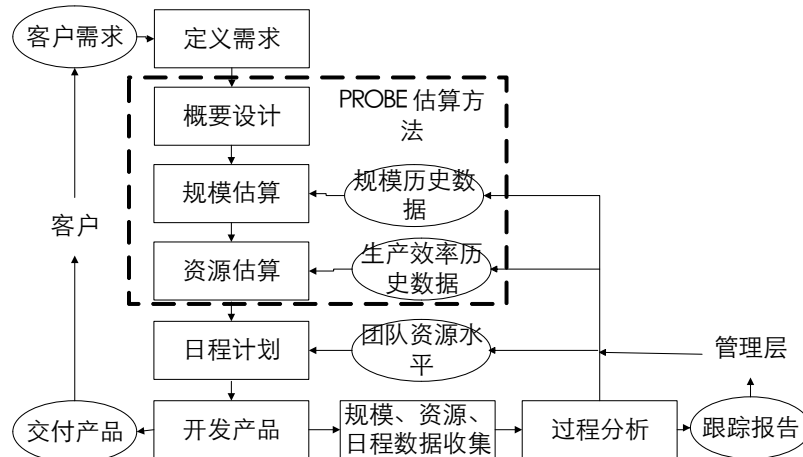 客户需求
定义需求
概要设计
PROBE 估算方
法
规模估算
规模历史数
据
客户
资源估算
生产效率历
史数据
日程计划
团队资源水
平
管理层
交付产品
开发产品
规模、资源、
日程数据收集
过程分析
跟踪报告